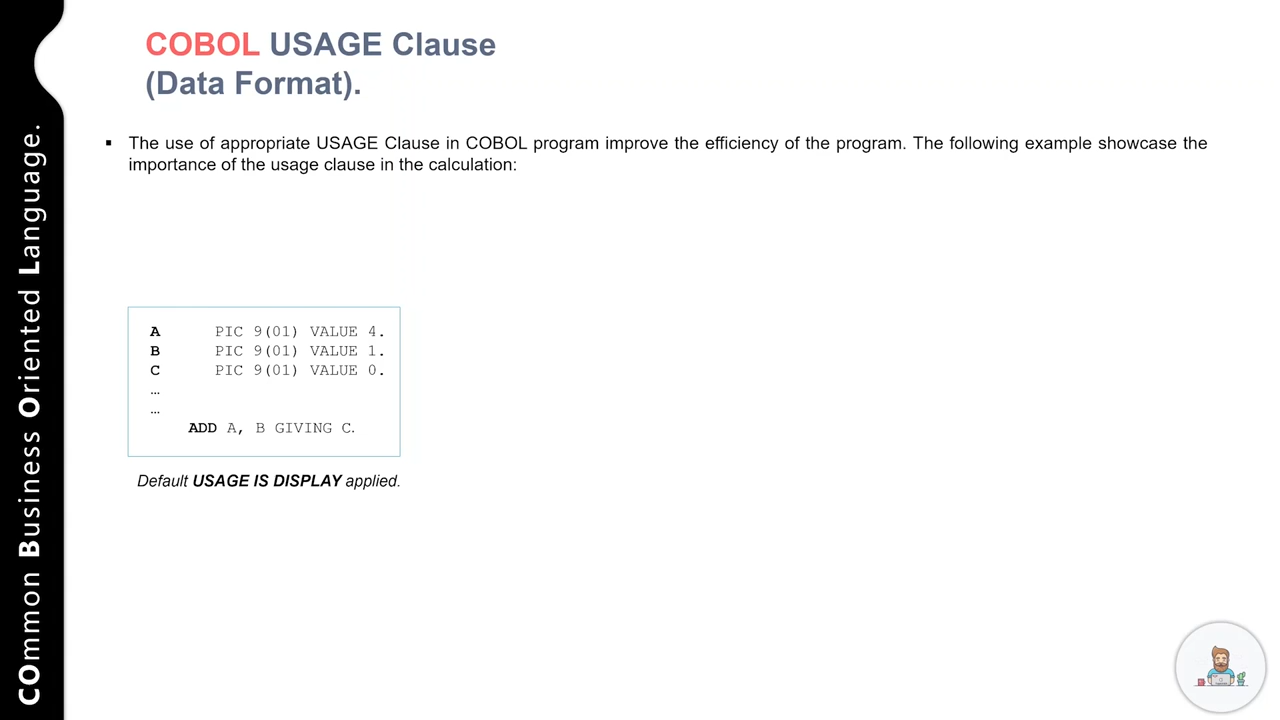 COmmon Business Oriented Language.
COBOL USAGE Clause
(Data Format).
▪ The use of appropriate USAGE Clause in COBOL program improve the efficiency of the program. The following example showcase the
importance of the usage clause in the calculation:
A PIC 9(01) VALUE 4.
B PIC 9(01) VALUE 1.
C PIC 9(01) VALUE 0.
…
…
ADD A, B GIVING C.
Default USAGE IS DISPLAY applied.